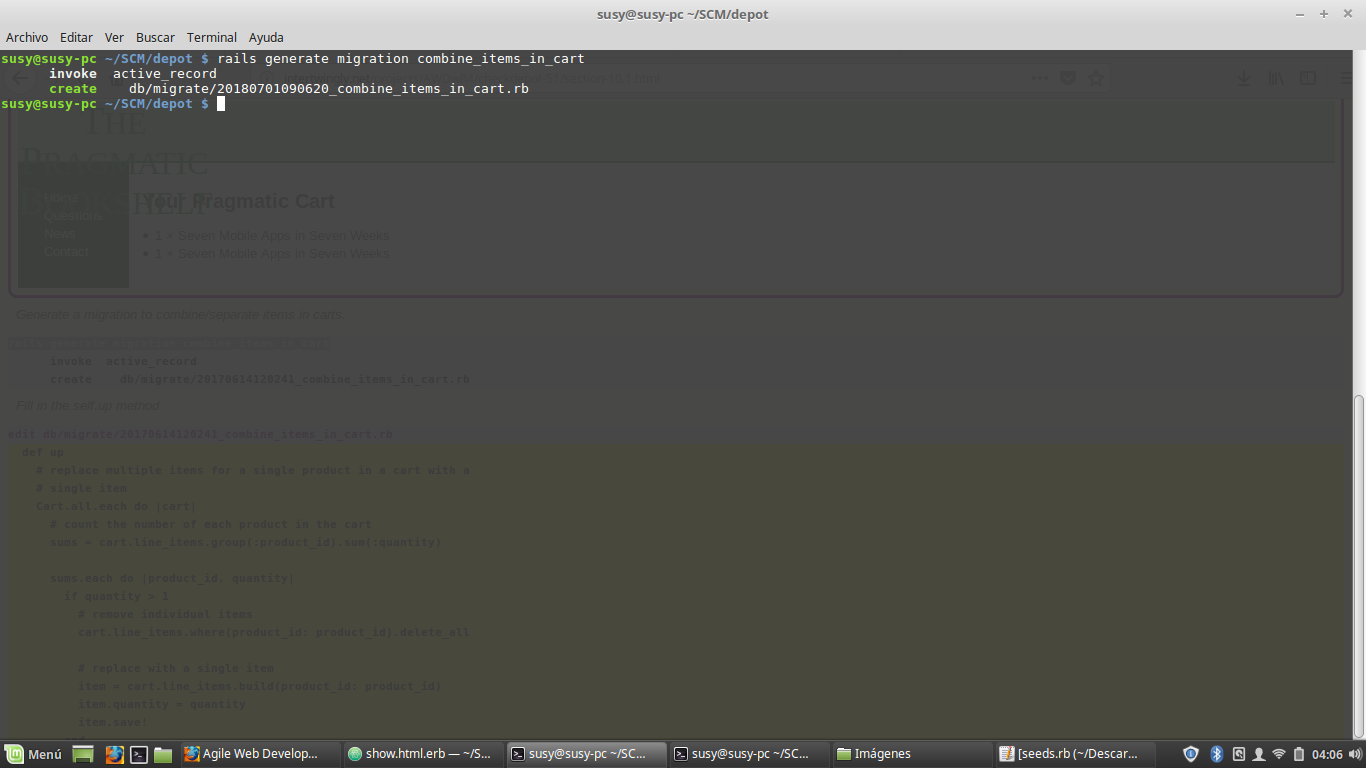 susy@susy-pc ~/SCM/depot
Archivo Editar Ver Buscar Terminal Ayuda
susy@susy-pc ~/SCM/depot $ rails generate migration combine_items_in_cart
invoke active_record
create db/migrate/20180701090620_combine_items_in_cart.rb
susy@susy-pc ~/SCM/depot $
THE
PRAGMATIC
Your Pragmatic Cart
Questions
News
Contact
• 1 × Seven Mobile Apps in Seven Weeks
• 1 × Seven Mobile Apps in Seven Weeks
Generate a migration to combine/separate items in carts.
invoke active_record
create db/migrate/20170614120241_combine_items_in_cart.rb
Fill in the self.up method
edit db/migrate/20170614120241_combine_items_in_cart.rb
def up
# replace multiple items for a single product in a cart with a
# single item
Cart.all.each do |cart|
# count the number of each product in the cart
sums = cart.line_items.group(:product_id).sum(:quantity)
sums.each do |product_id, quantity|
if quantity > 1
# remove individual items
cart.line_items.where(product_id: product_id).delete_all
# replace with a single item
item = cart.line_items.build(product_id: product_id)
item.quantity = quantity
item.save!
Menú Agile Web Develop... show.html.erb — ~/S... susy@susy-pc ~/SC... susy@susy-pc ~/SC... Imágenes [seeds.rb (~/Descar... 04:06